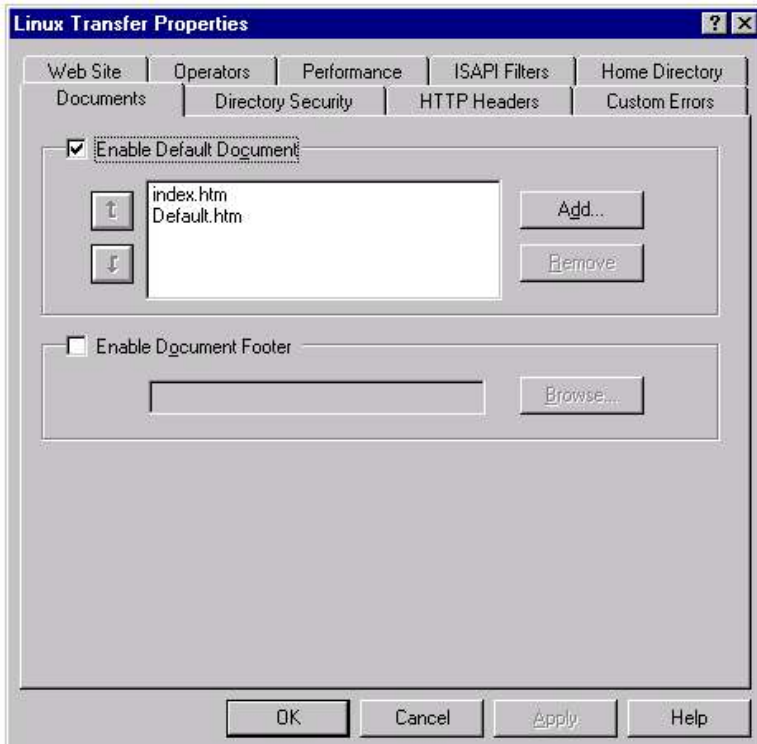 Linux Transfer Properties
Web Site Operators Performance ISAPI Filters Home Directory
Documents Directory Security HTTP Headers Custom Errors
Enable Default Document
index.htm
Default.htm
Add...
Remove
Enable Document Footer
Browse...
OK Cancel Apply Help